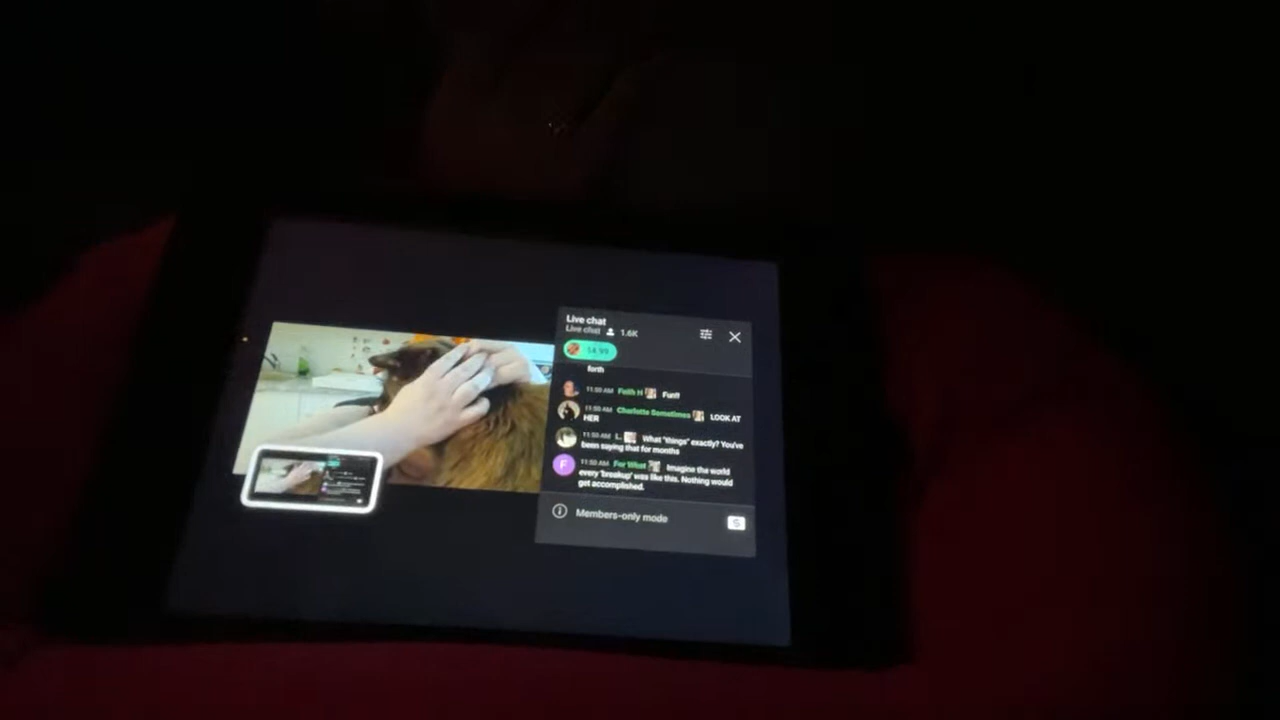 Live chat
Live chat 1.6K
$4.99
forth
11:50 AM Faith H Fun!!
11:50 AM Charlotte Sometimes LOOK AT
HER
11:50 AM L. What "things" exactly? You've
been saying that for months
F 11:50 AM For What Imagine the world
every "breakup" was like this. Nothing would
get accomplished.
Members-only mode